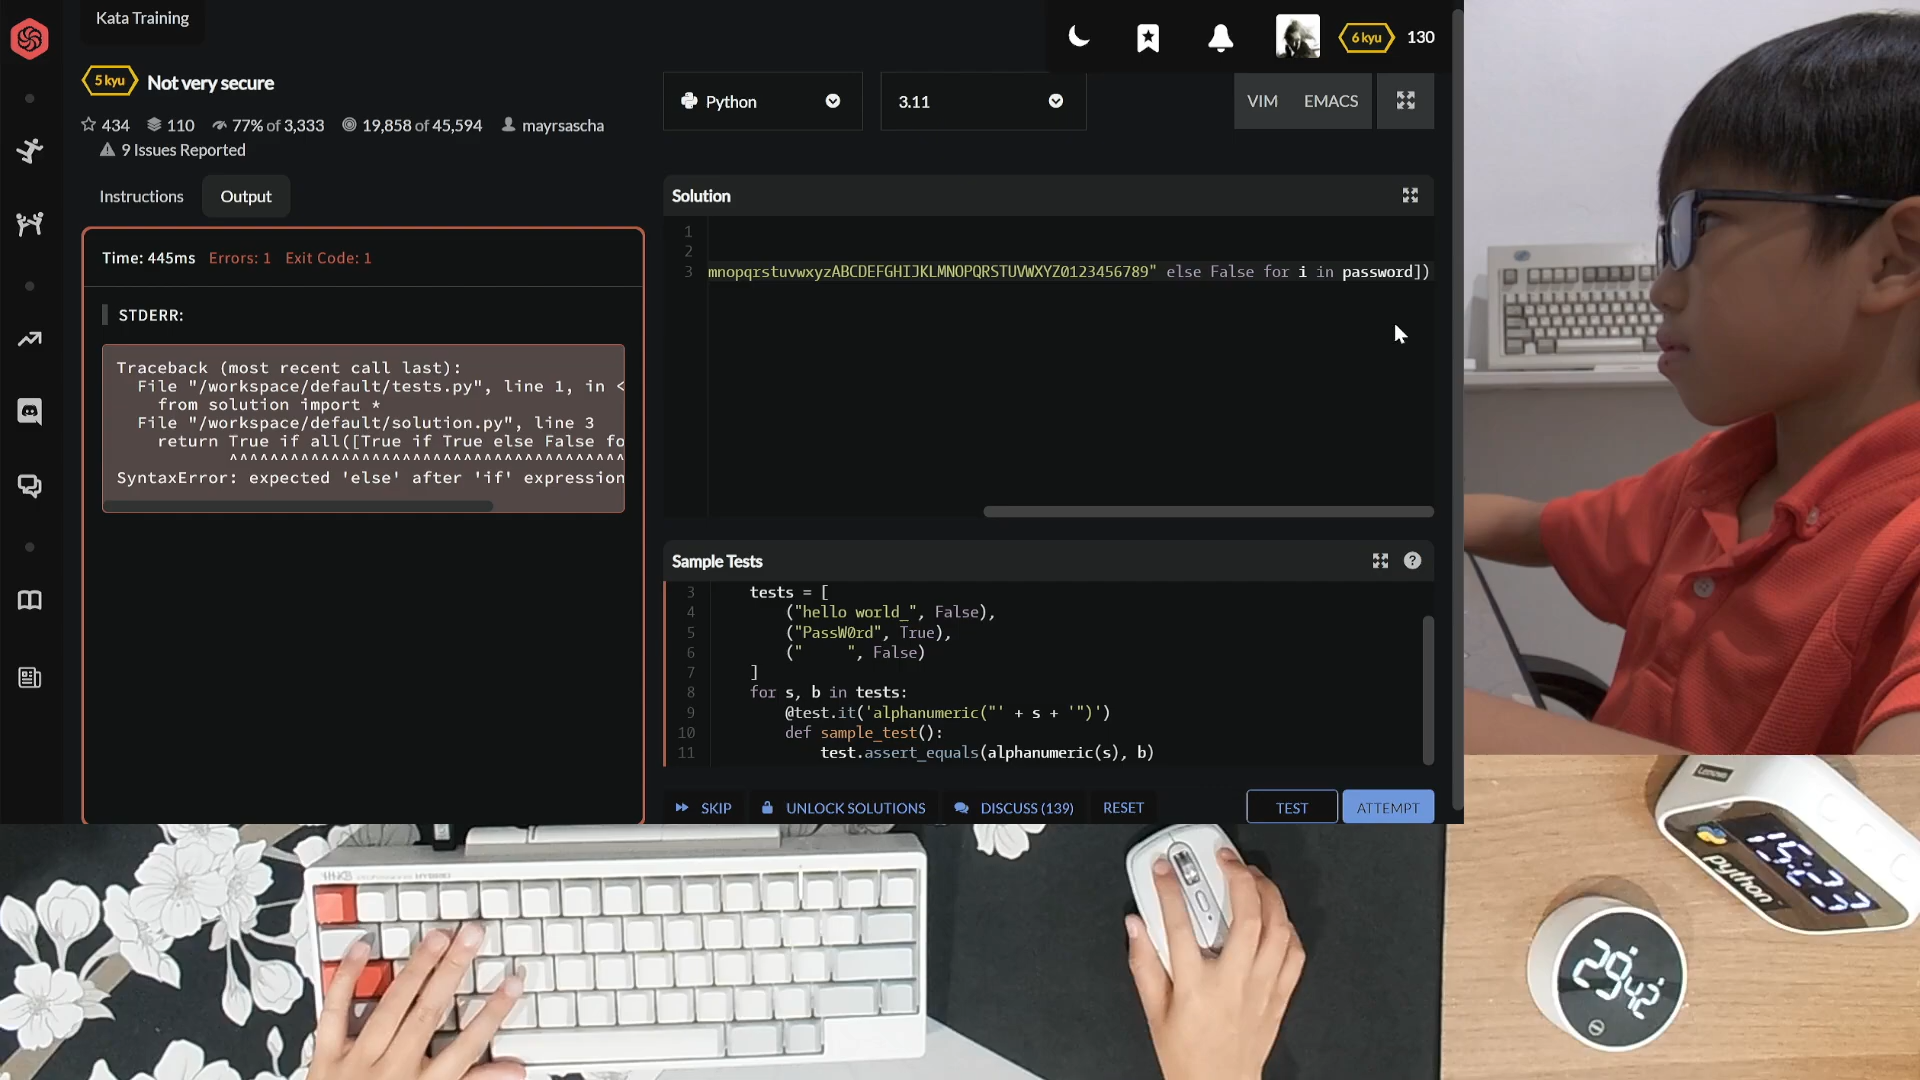 Kata Training
6 kyu
130
5 kyu
Not very secure
434
110
77% of 3,333
19,858 of 45,594
mayrsascha
9 Issues Reported
Python
3.11
VIM
EMACS
Instructions
Output
Time: 445ms
Errors: 1
Exit Code: 1
STDERR:
Traceback (most recent call last):
File "/workspace/default/tests.py", line 1, in <
from solution import *
File "/workspace/default/solution.py", line 3
return True if all([True if True else False fo
^^^^^^^^^^^^^^^^^^^^^^^^^^^^^^^^^^^^^^^
SyntaxError: expected 'else' after 'if' expression
Solution
1
2
3 mnopqrstuvwxyzABCDEFGHIJKLMNOPQRSTUVWXYZ0123456789" else False for i in password])
Sample Tests
3 tests = [
4 ("hello world_", False),
5 ("PassW0rd", True),
6 ("     ", False)
7 ]
8 for s, b in tests:
9 @test.it('alphanumeric("' + s + '")')
10 def sample_test():
11 test.assert_equals(alphanumeric(s), b)
SKIP
UNLOCK SOLUTIONS
DISCUSS (139)
RESET
TEST
ATTEMPT
Lenovo
15:27
python
29:42